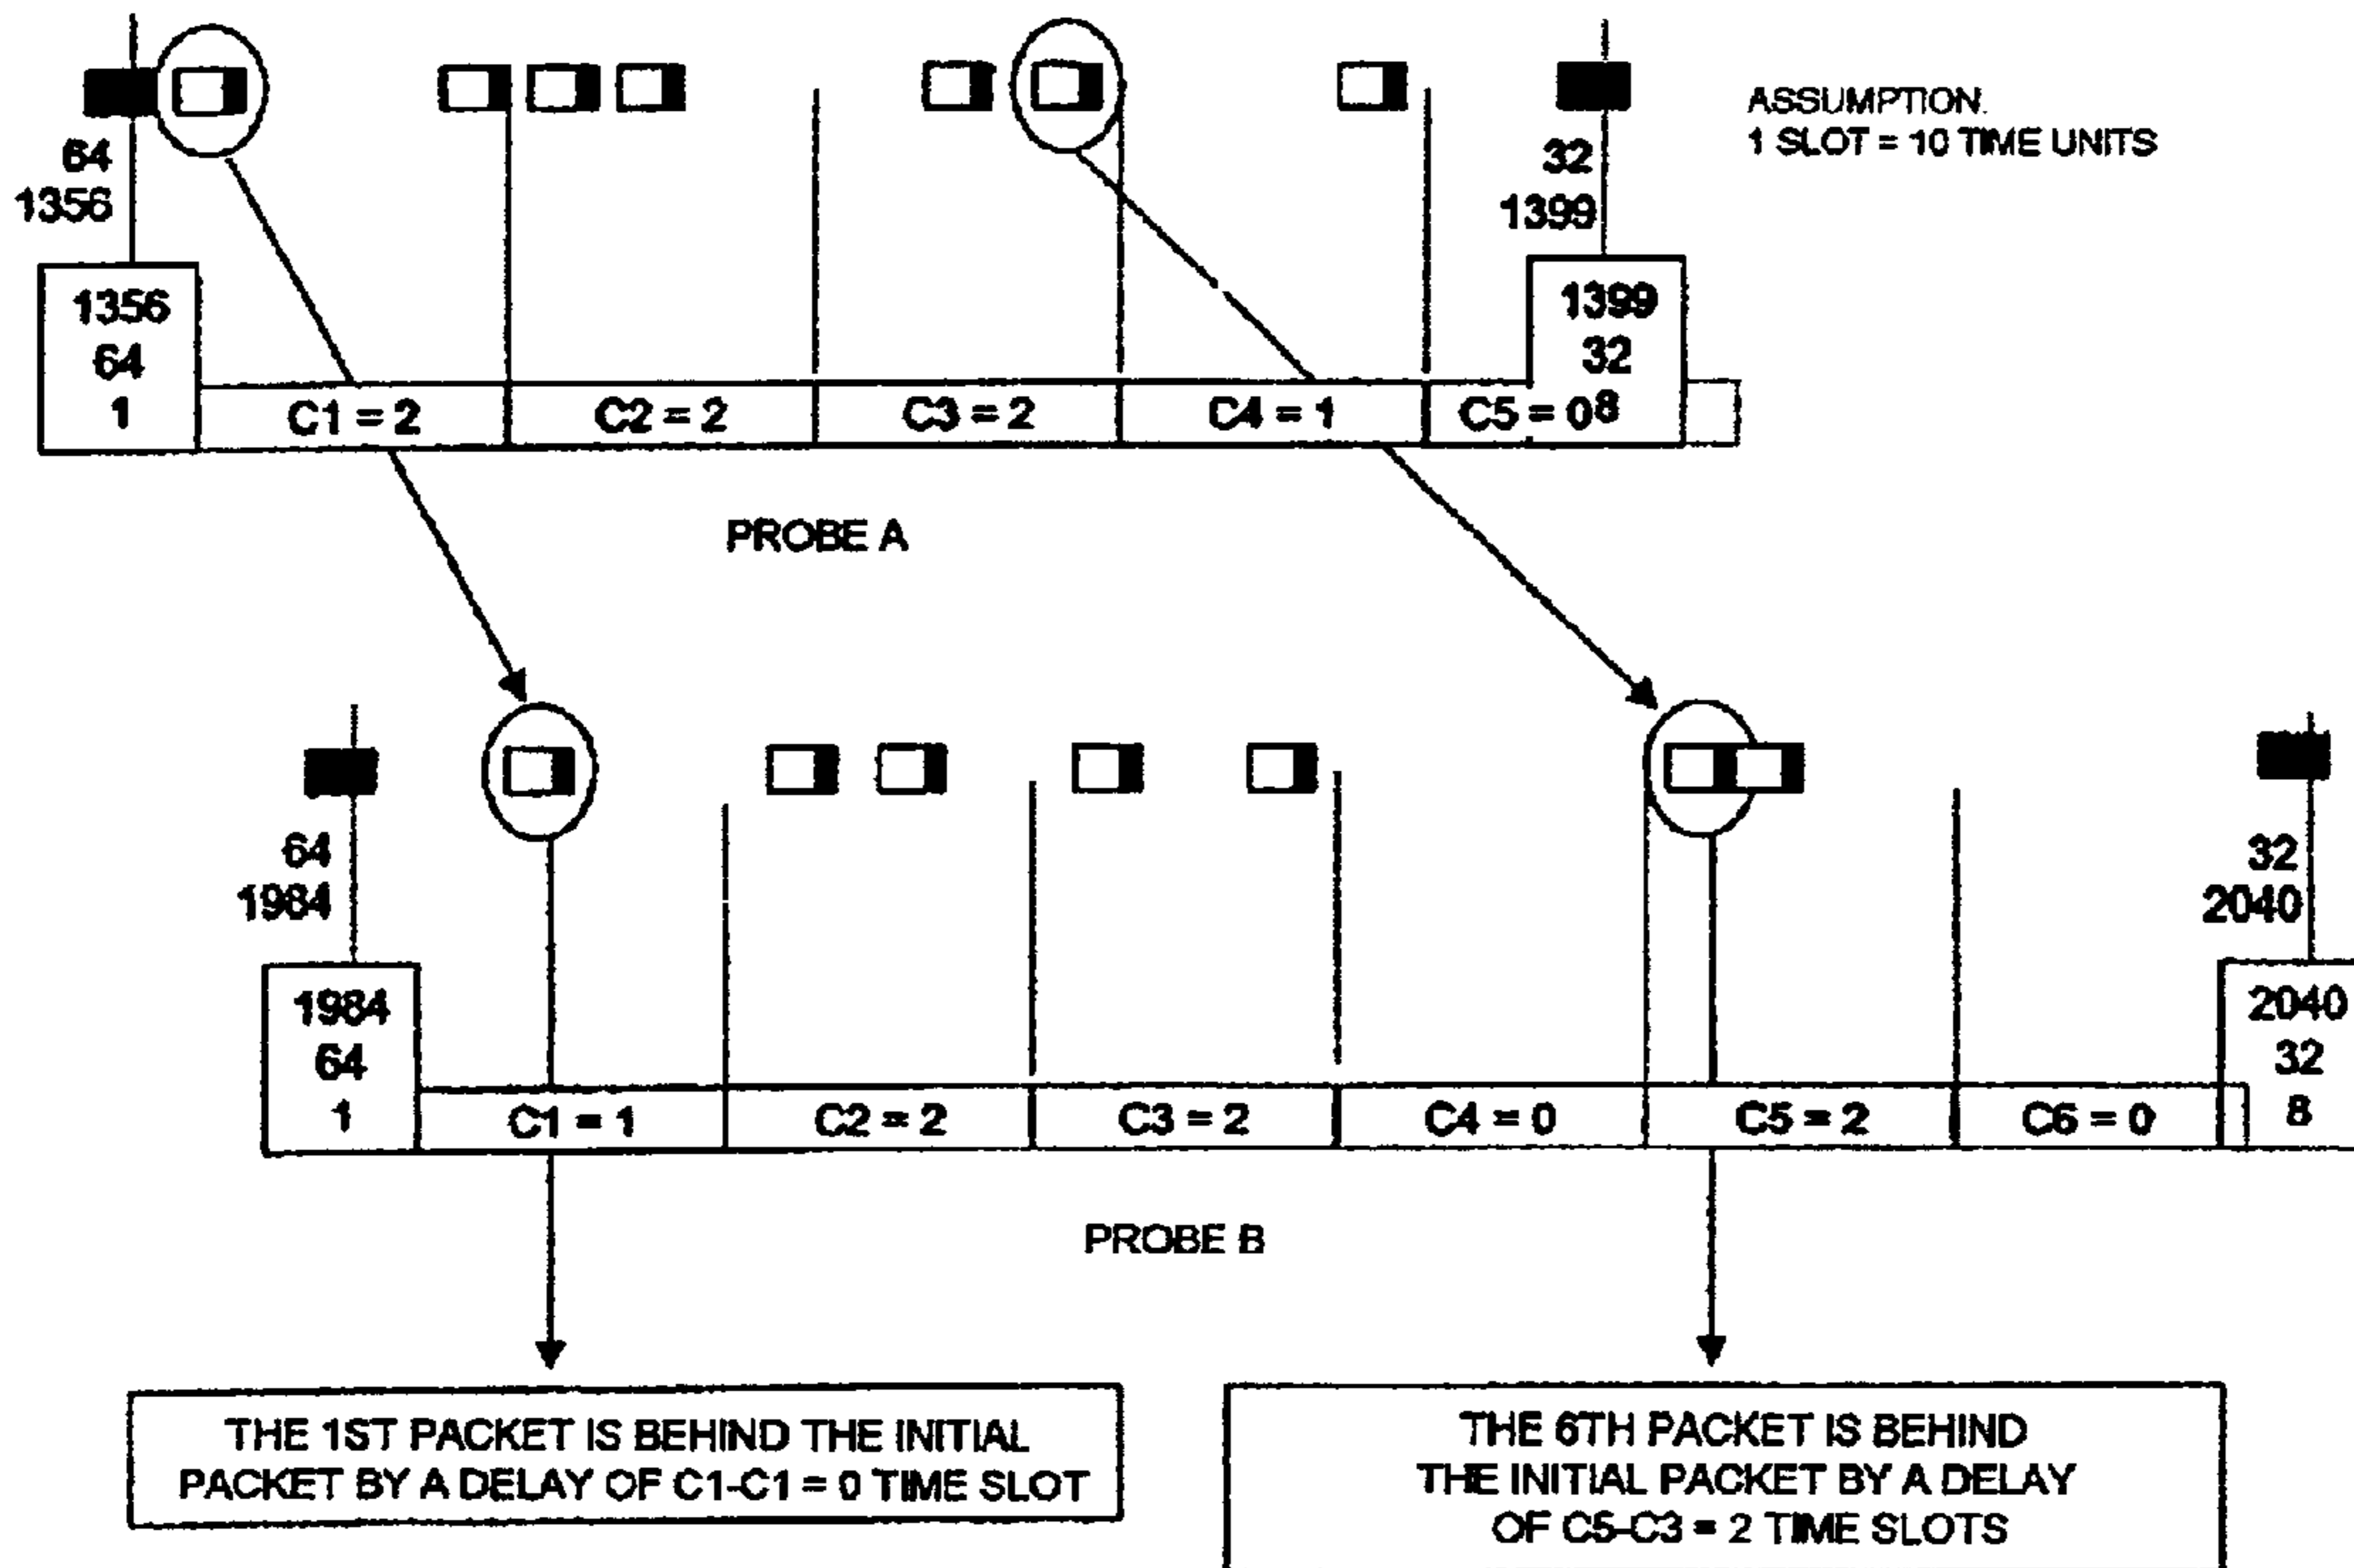 ASSUMPTION:
1 SLOT = 10 TIME UNITS
64
1356
32
1399
1356
64
1
1399
32
8
C1 = 2
C2 = 2
C3 = 2
C4 = 1
C5 = 0
PROBE A
64
1984
32
2040
1984
64
1
2040
32
8
C1 = 1
C2 = 2
C3 = 2
C4 = 0
C5 = 2
C6 = 0
PROBE B
THE 1ST PACKET IS BEHIND THE INITIAL
PACKET BY A DELAY OF C1-C1 = 0 TIME SLOT
THE 6TH PACKET IS BEHIND
THE INITIAL PACKET BY A DELAY
OF C5-C3 = 2 TIME SLOTS